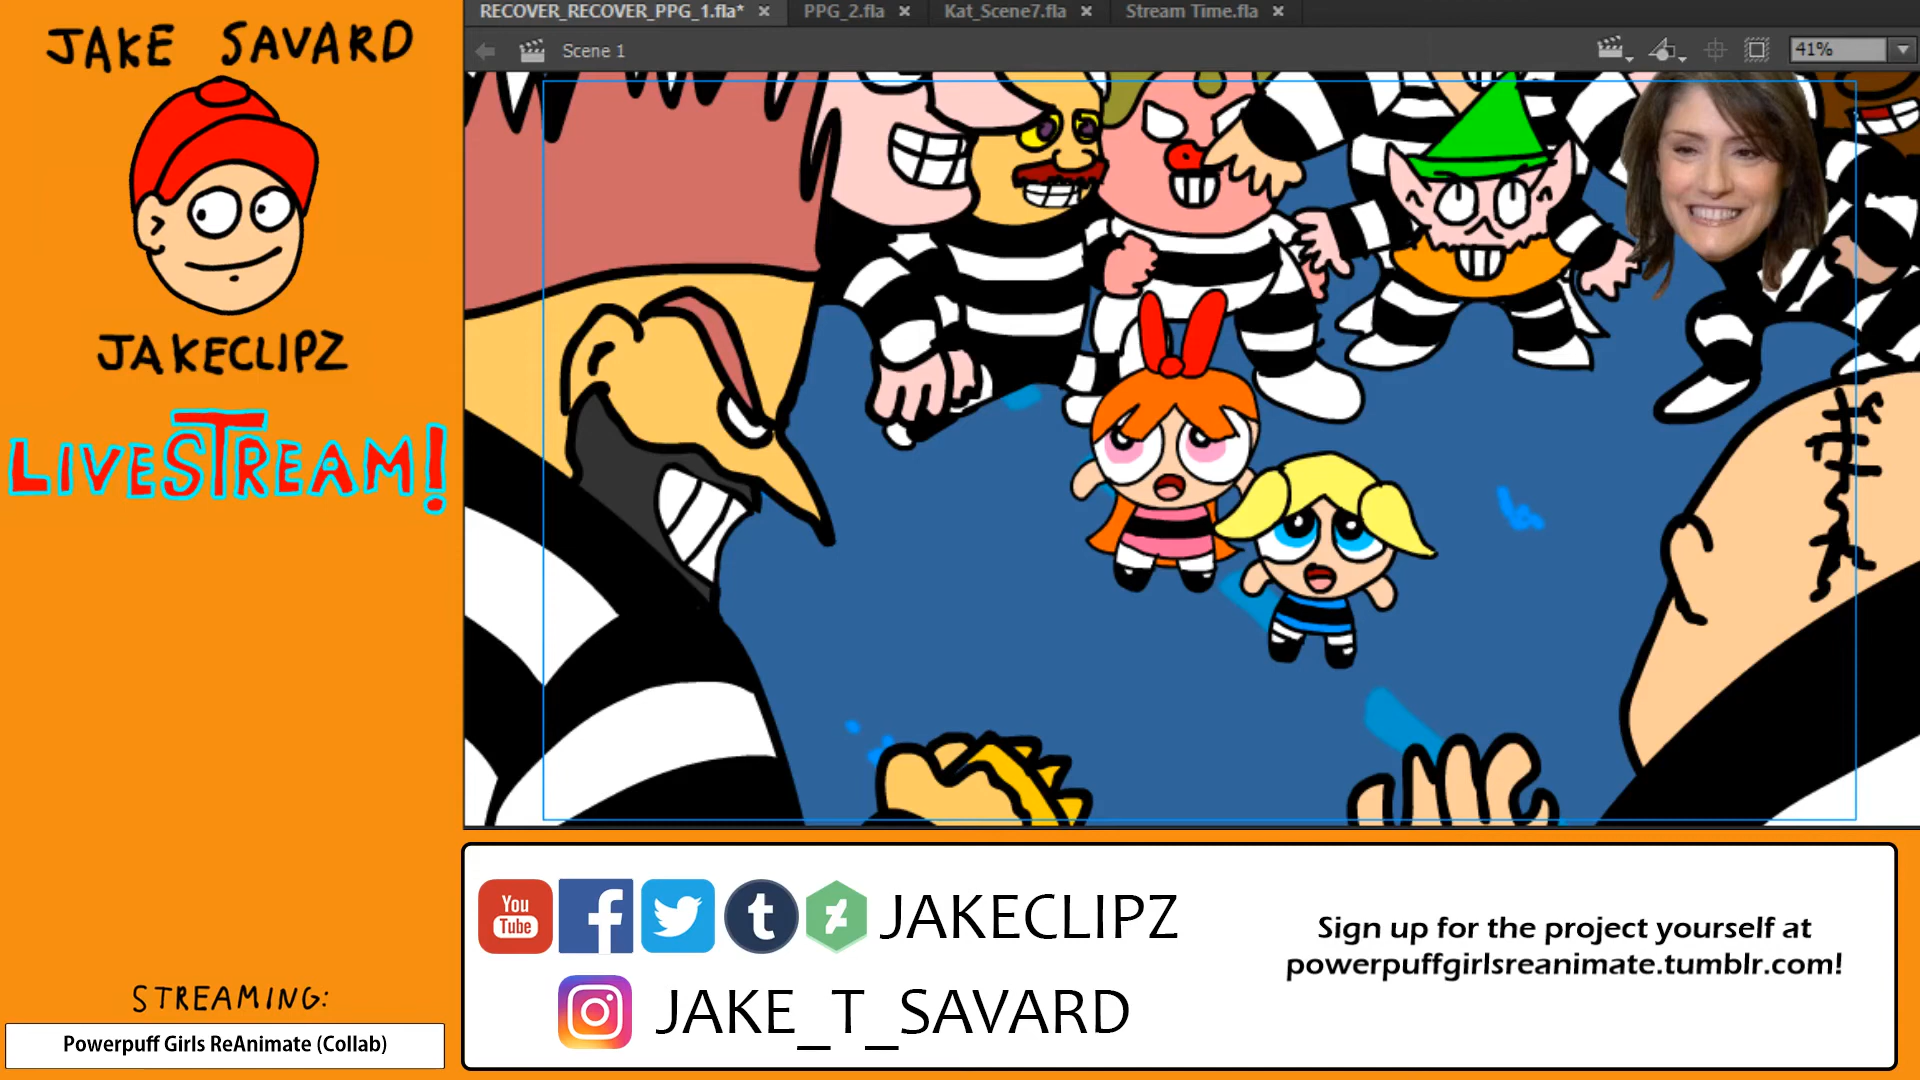 JAKE SAVARD
JAKECLIPZ
LIVESTREAM!
STREAMING:
Powerpuff Girls ReAnimate (Collab)
RECOVER_RECOVER_PPG_1.fla* × PPG_2.fla × Kat_Scene7.fla × Stream Time.fla ×
Scene 1
41%
You
Tube
f
t
JAKECLIPZ
JAKE_T_SAVARD
Sign up for the project yourself at
powerpuffgirlsreanimate.tumblr.com!